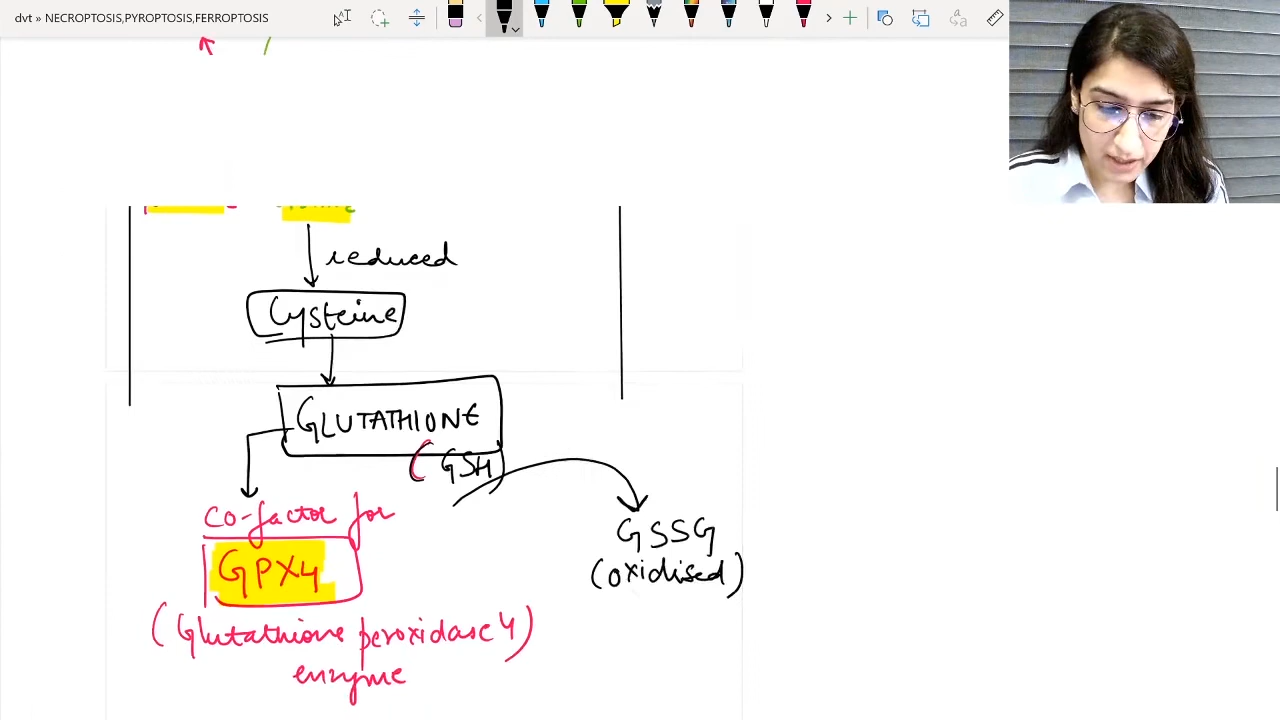 dvt » NECROPTOSIS,PYROPTOSIS,FERROPTOSIS
reduced
Cysteine
GLUTATHIONE
(GSH)
co-factor for
GPX4
GSSG
(oxidised)
(Glutathione peroxidase 4)
enzyme